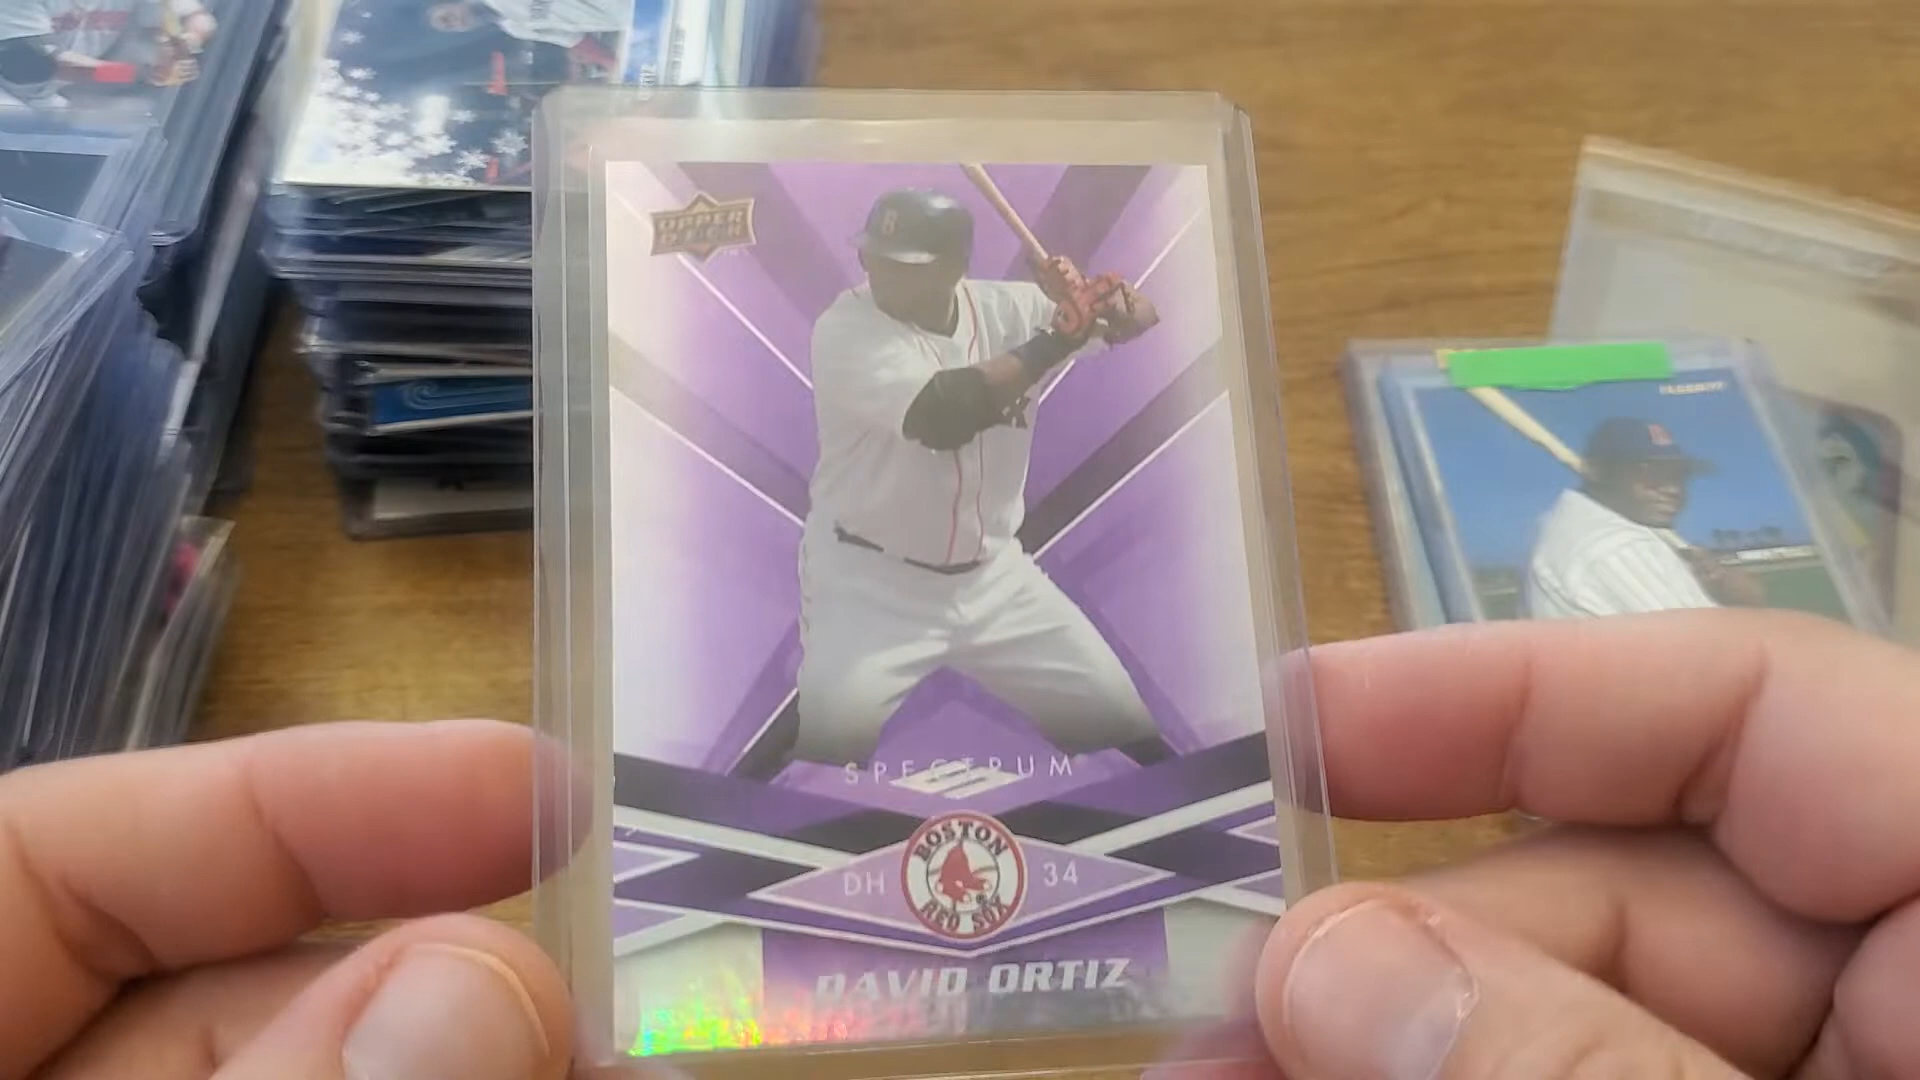 UPPER
DECK
B
SPECTRUM
BOSTON
DH 34
RED SOX
DAVID ORTIZ
B